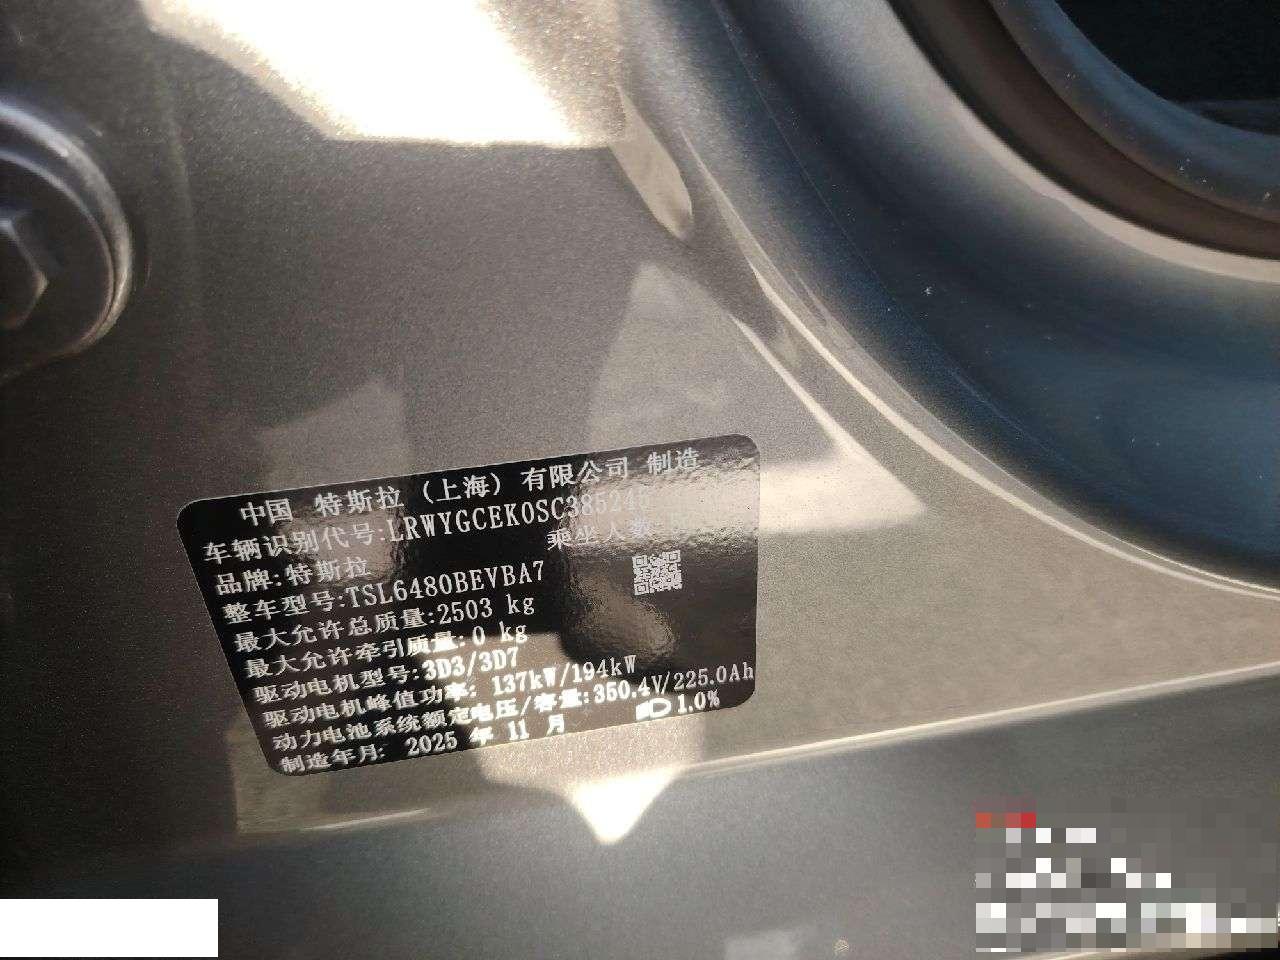 中国 特斯拉（上海）有限公司 制造
车辆识别代号:LRWYGCEK0SC385245
品牌:特斯拉 乘坐人数:
整车型号:TSL6480BEVBA7
最大允许总质量:2503 kg
最大允许牵引质量:0 kg
驱动电机型号:3D3/3D7
驱动电机峰值功率: 137kW/194kW
动力电池系统额定电压/容量:350.4V/225.0Ah
制造年月: 2025 年 11 月 1.0%